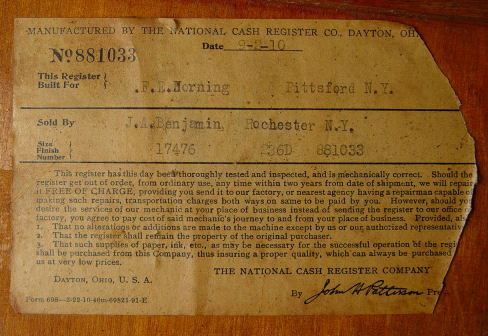 MANUFACTURED BY THE NATIONAL CASH REGISTER CO., DAYTON, OH
No 881033
Date 9-2-10
This Register Built For
F.E.Horning Pittsford N.Y.
Sold By J.A.Benjamin, Rochester N.Y.
Size Finish Number
17476 236D 881033
This register has this day been thoroughly tested and inspected, and is mechanically correct. Should the
register get out of order, from ordinary use, any time within two years from date of shipment, we will repair
it FREE OF CHARGE, providing you send it to our factory, or nearest agency having a repairman capable of
making such repairs, transportation charges both ways on same to be paid by you. However, should you
desire the services of our mechanic at your place of business instead of sending the register to our office or
factory, you agree to pay cost of said mechanic's journey to and from your place of business. Provided,
1. That no alterations or additions are made to the machine except by us or our authorized representative
2. That the register shall remain the property of the original purchaser.
3. That such supplies of paper, ink, etc., as may be necessary for the successful operation of the regi
shall be purchased from this Company, thus insuring a proper quality, which can always be purchased
us at very low prices.
THE NATIONAL CASH REGISTER COMPANY
DAYTON, OHIO, U. S. A.
By John H Patterson Pre
Form 698